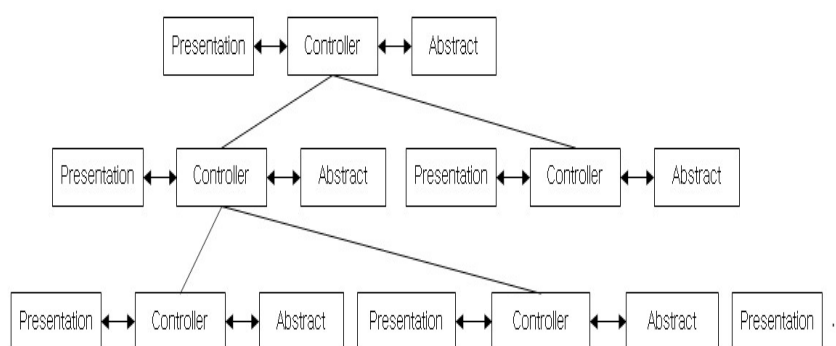 Presentation Controller Abstract
Presentation Controller Abstract Presentation Controller Abstract
Presentation Controller Abstract Presentation Controller Abstract Presentation .